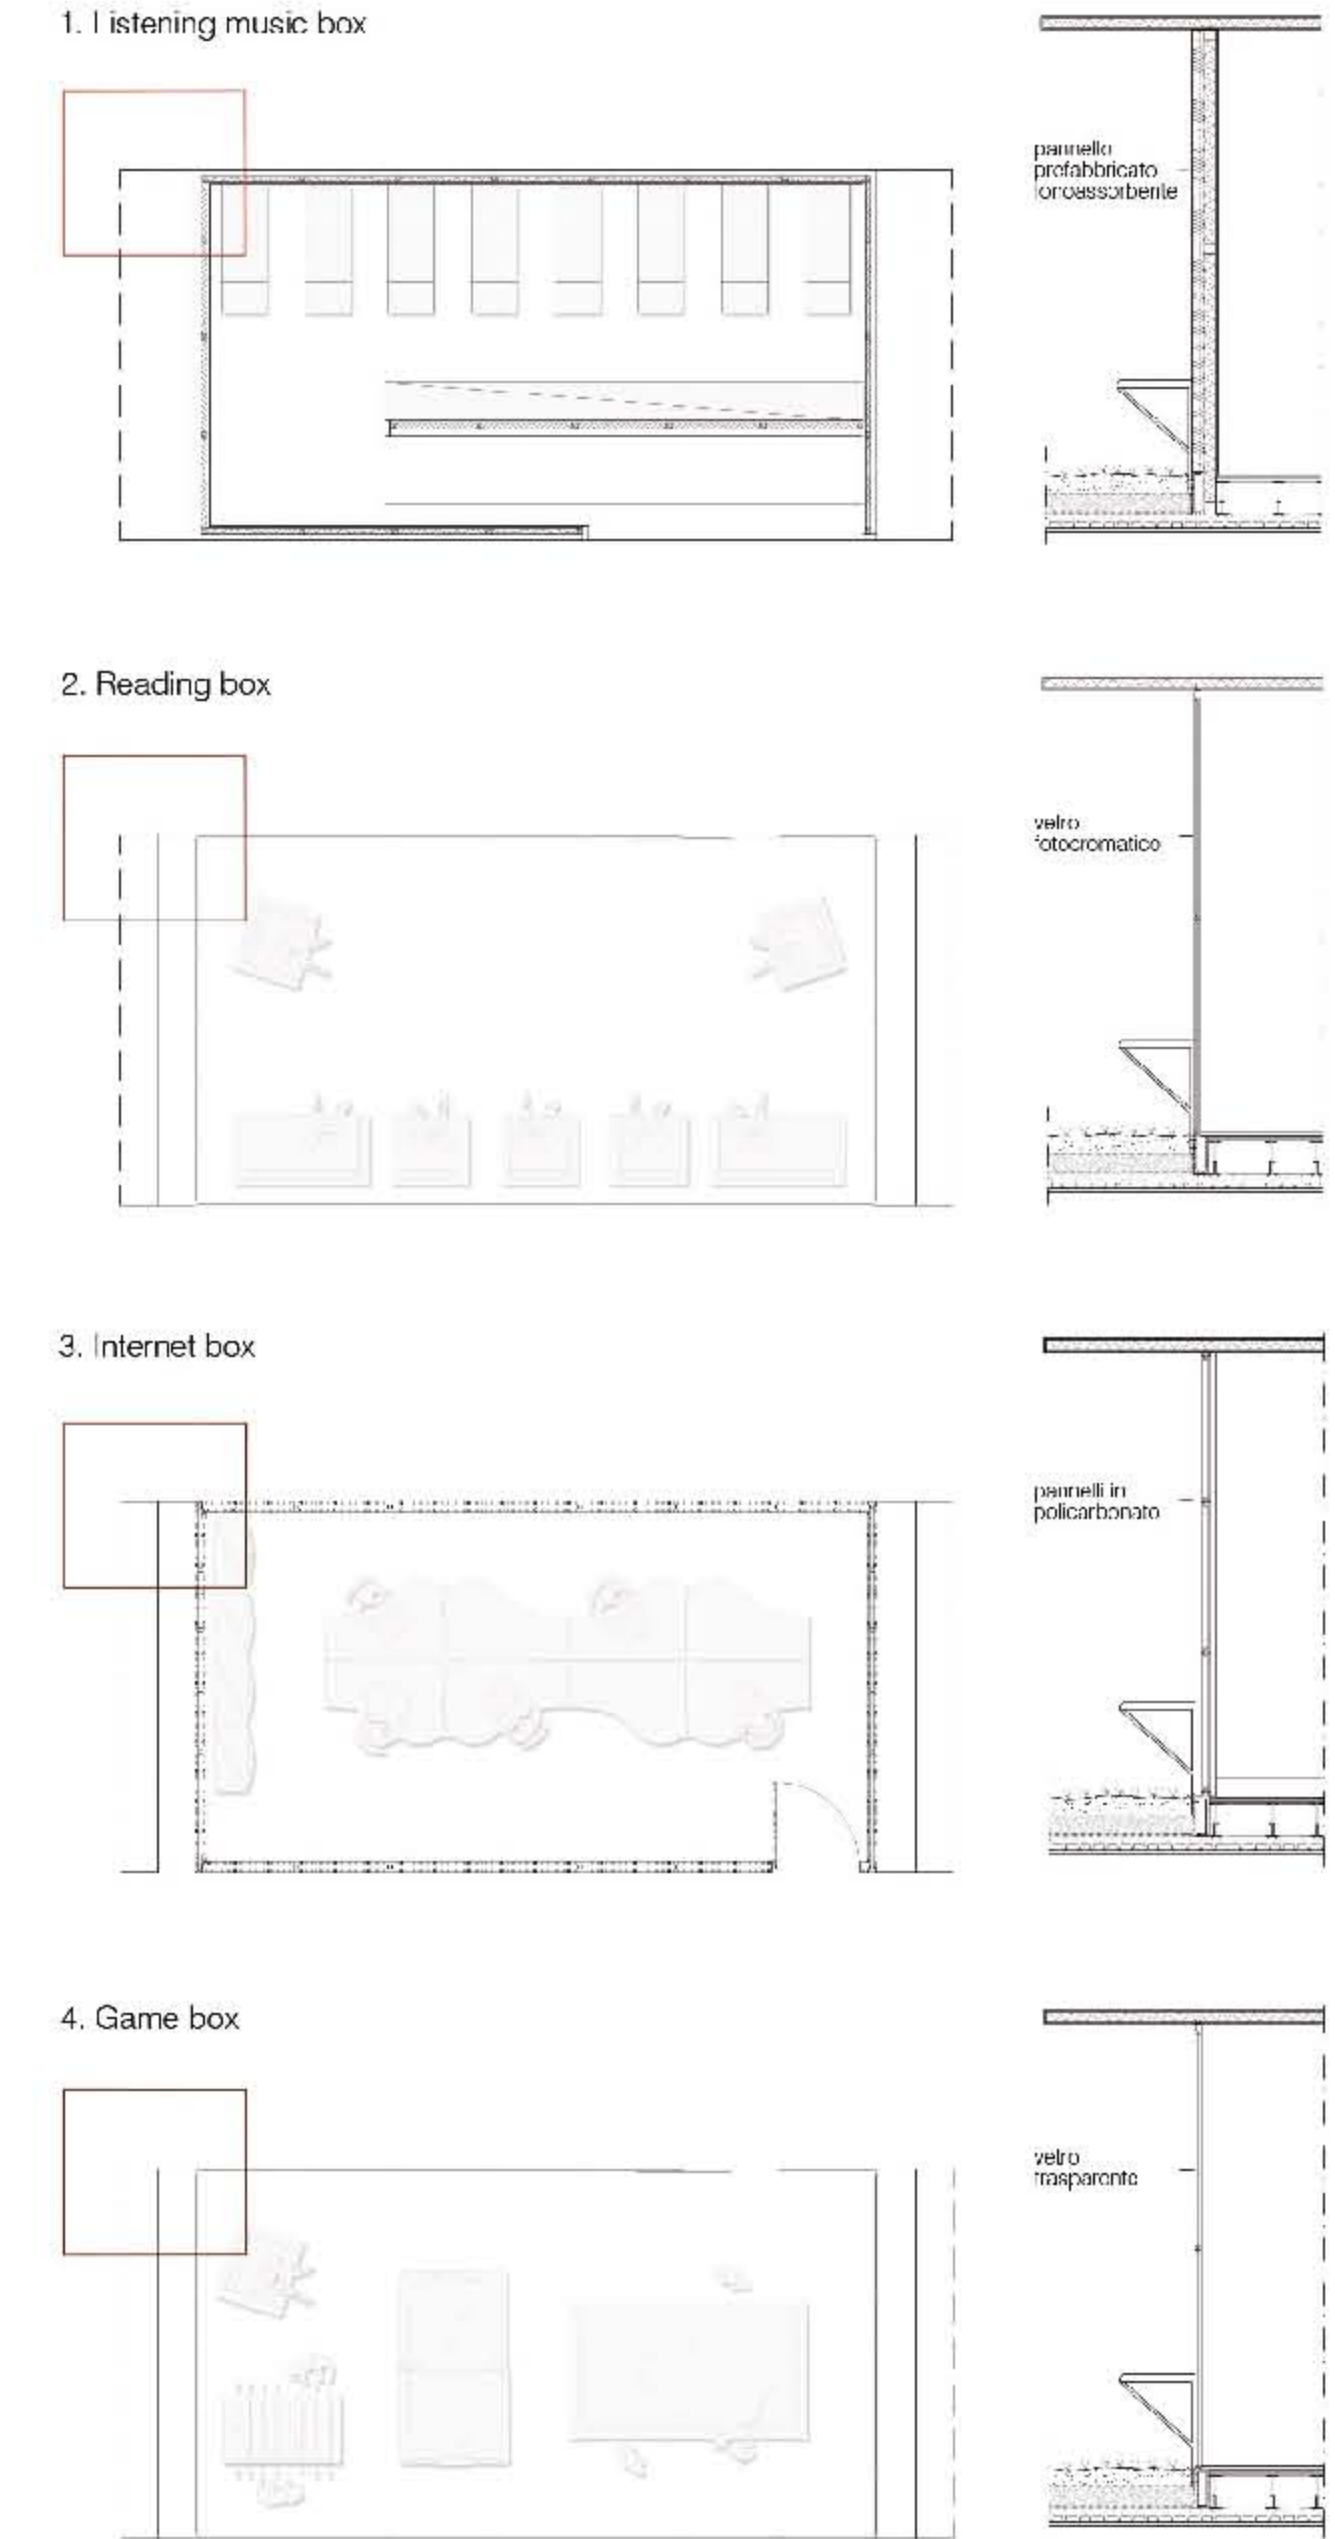 1. Listening music box
pannello
prefabbricato
fonoassorbente
2. Reading box
vetro
fotocromatico
3. Internet box
pannelli in
policarbonato
4. Game box
vetro
trasparente